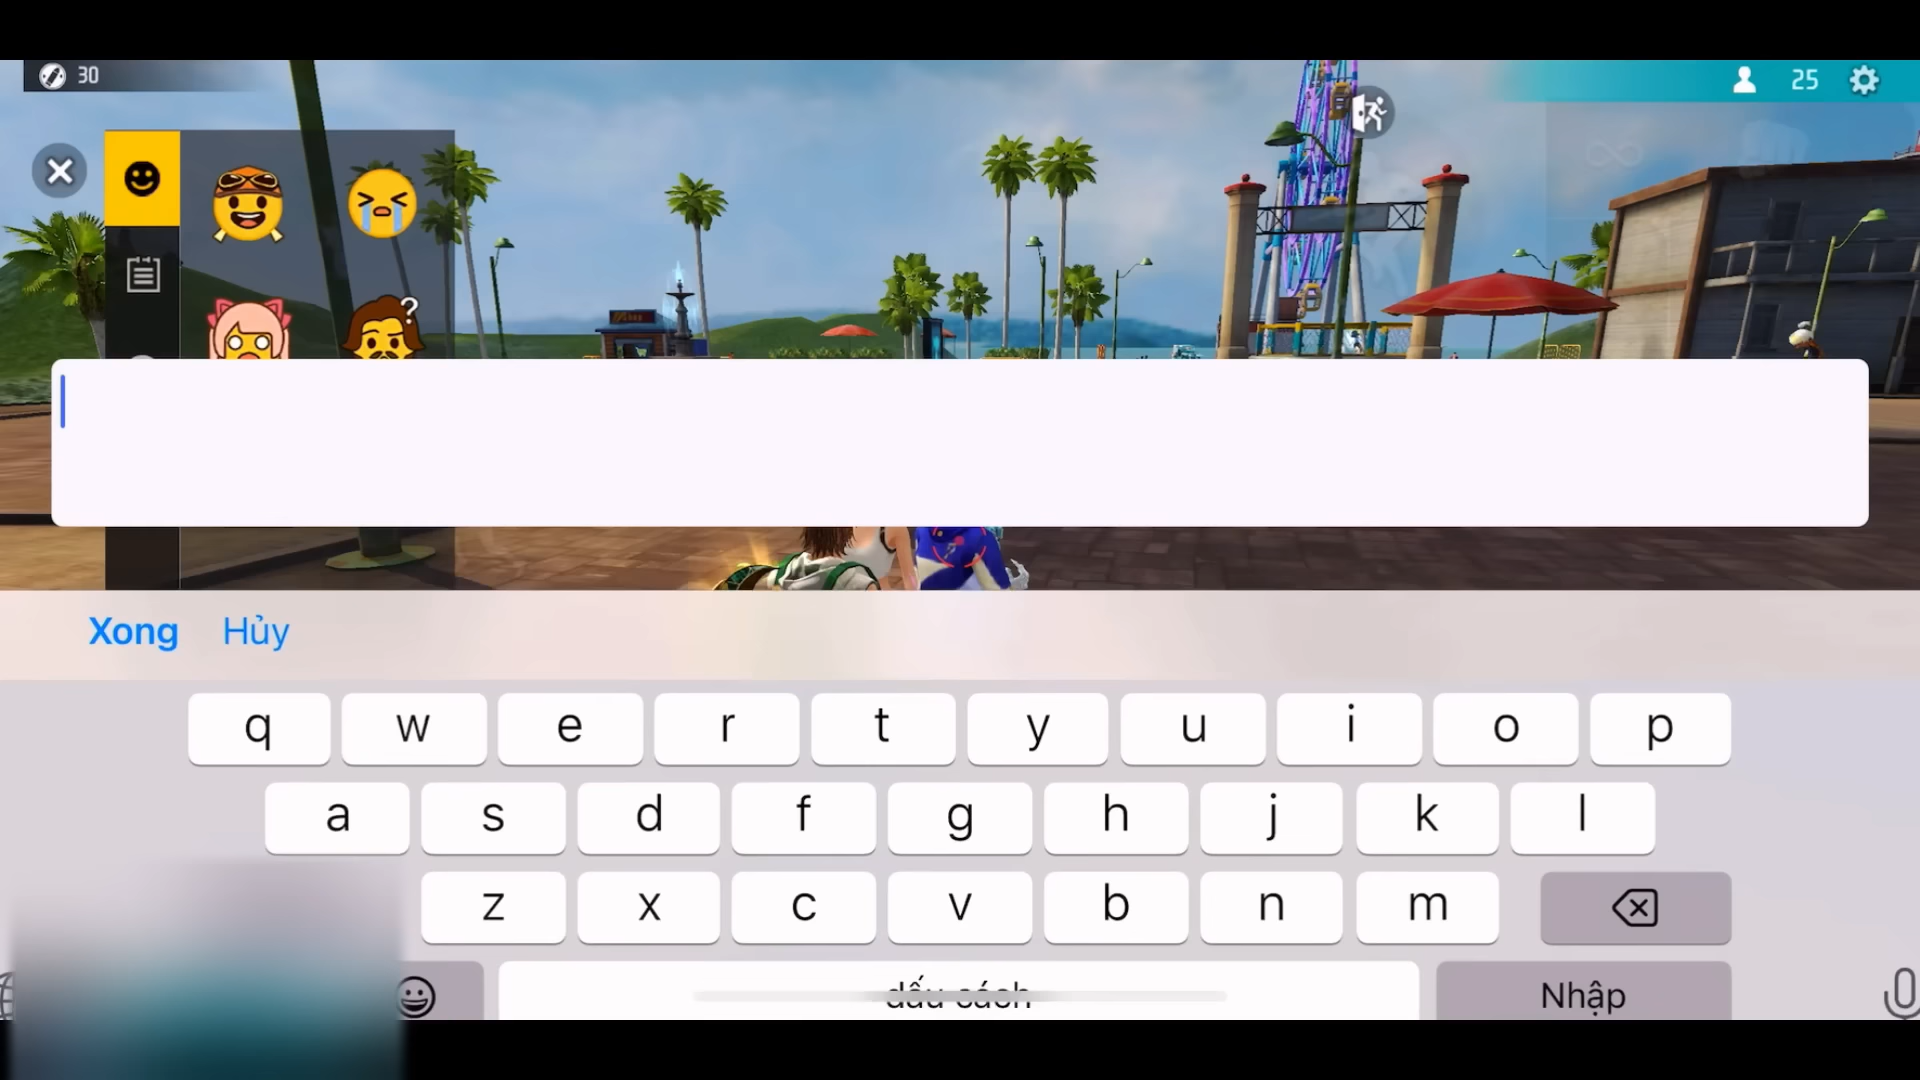 30
25
?
Xong Hủy
q w e r t y u i o p
a s d f g h j k l
z x c v b n m
dấu cách Nhập